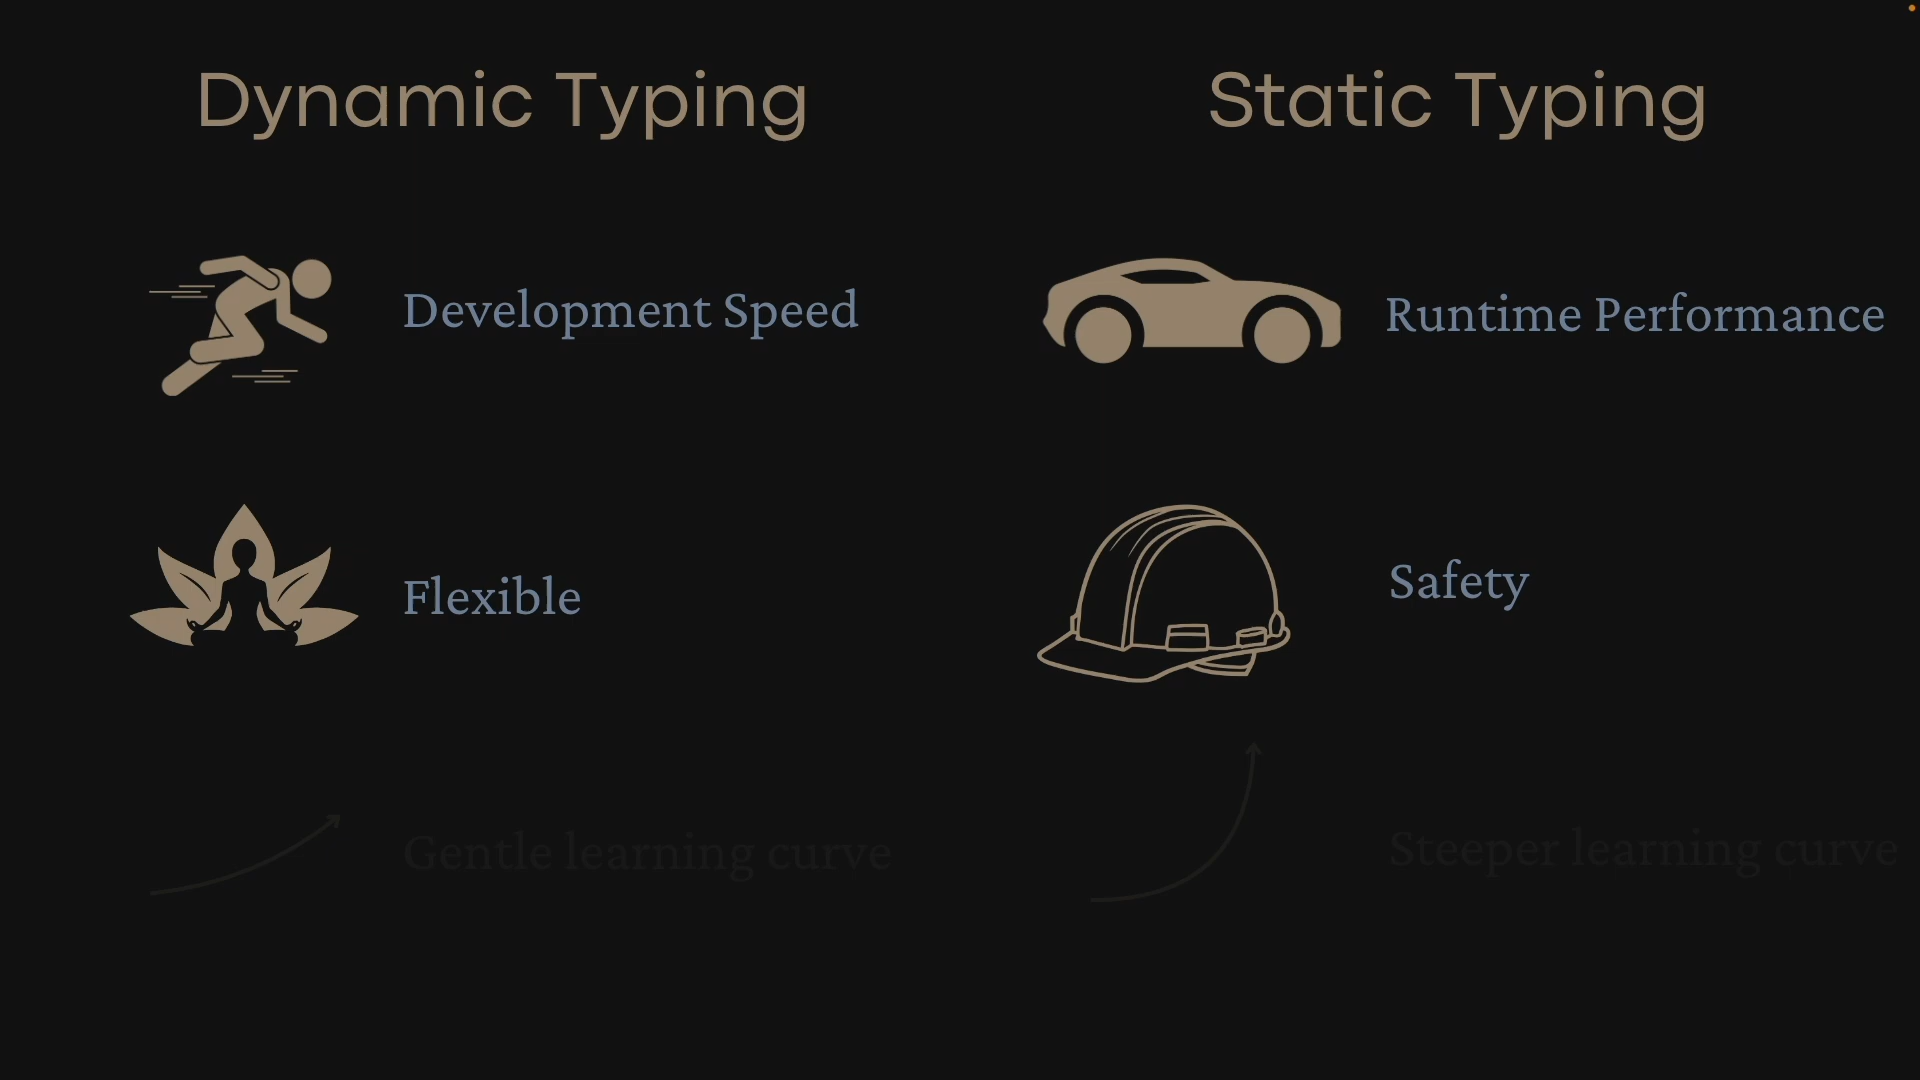 Dynamic Typing
Static Typing
Development Speed
Runtime Performance
Flexible
Safety
Gentle learning curve
Steeper learning curve